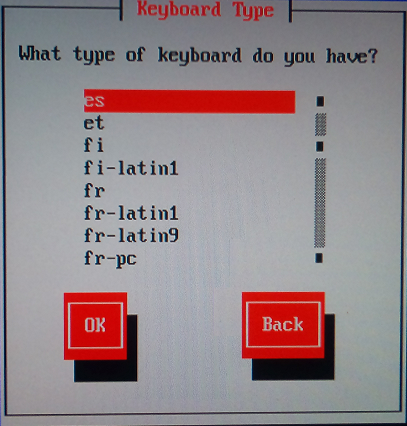 Keyboard Type
What type of keyboard do you have?
es
et
fi
fi-latin1
fr
fr-latin1
fr-latin9
fr-pc
OK
Back